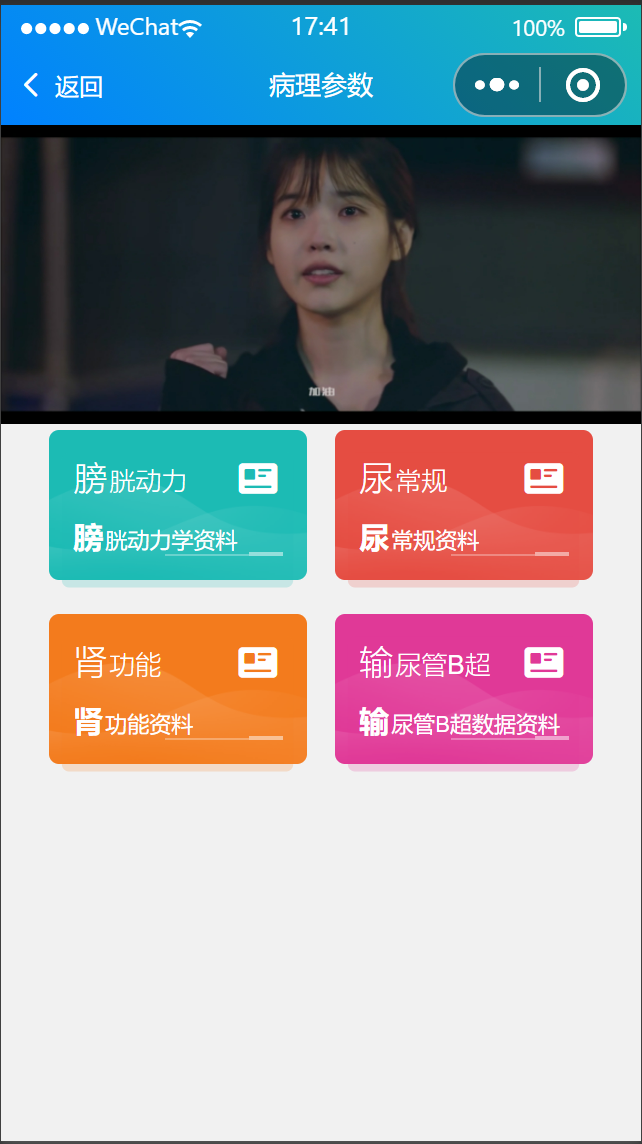 WeChat 17:41 100%
返回 病理参数
加油
膀胱动力
膀胱动力学资料
尿常规
尿常规资料
肾功能
肾功能资料
输尿管B超
输尿管B超数据资料